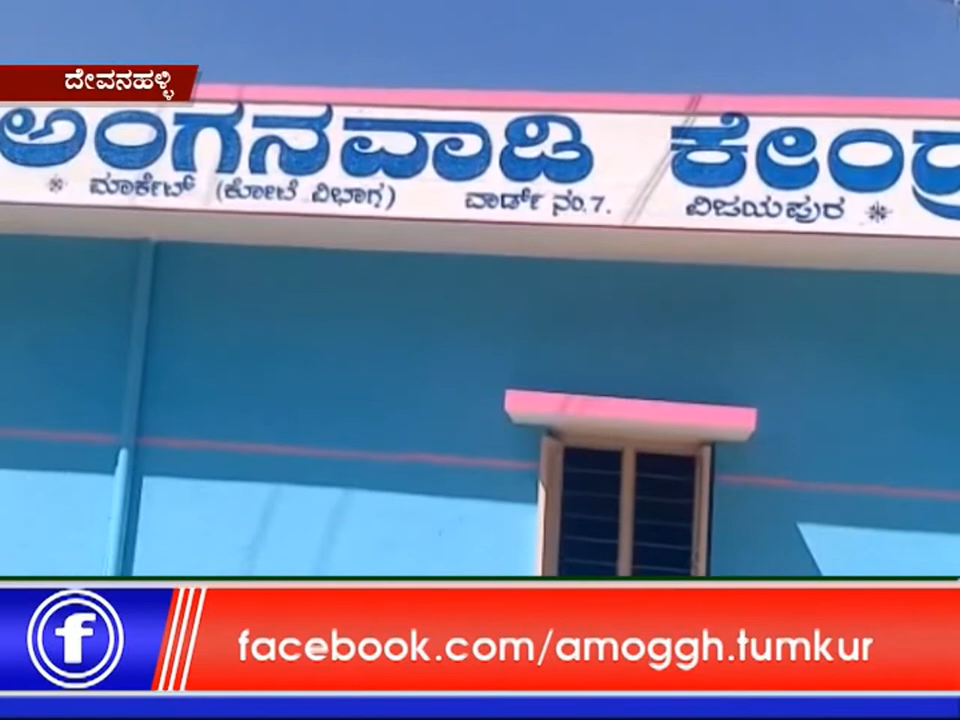 ದೇವನಹಳ್ಳಿ
ಅಂಗನವಾಡಿ ಕೇಂದ್ರ
ಮಾರ್ಕೆಟ್ (ಕೋಟೆ ವಿಭಾಗ) ವಾರ್ಡ್ ನಂ.7. ವಿಜಯಪುರ
facebook.com/amoggh.tumkur